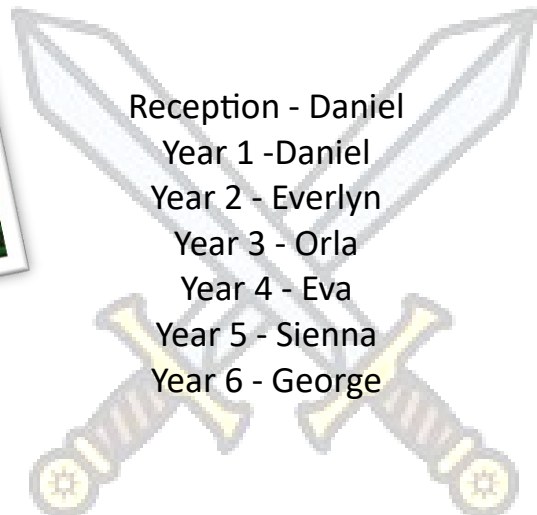 Reception - Daniel
Year 1 -Daniel
Year 2 - Everlyn
Year 3 - Orla
Year 4 - Eva
Year 5 - Sienna
Year 6 - George